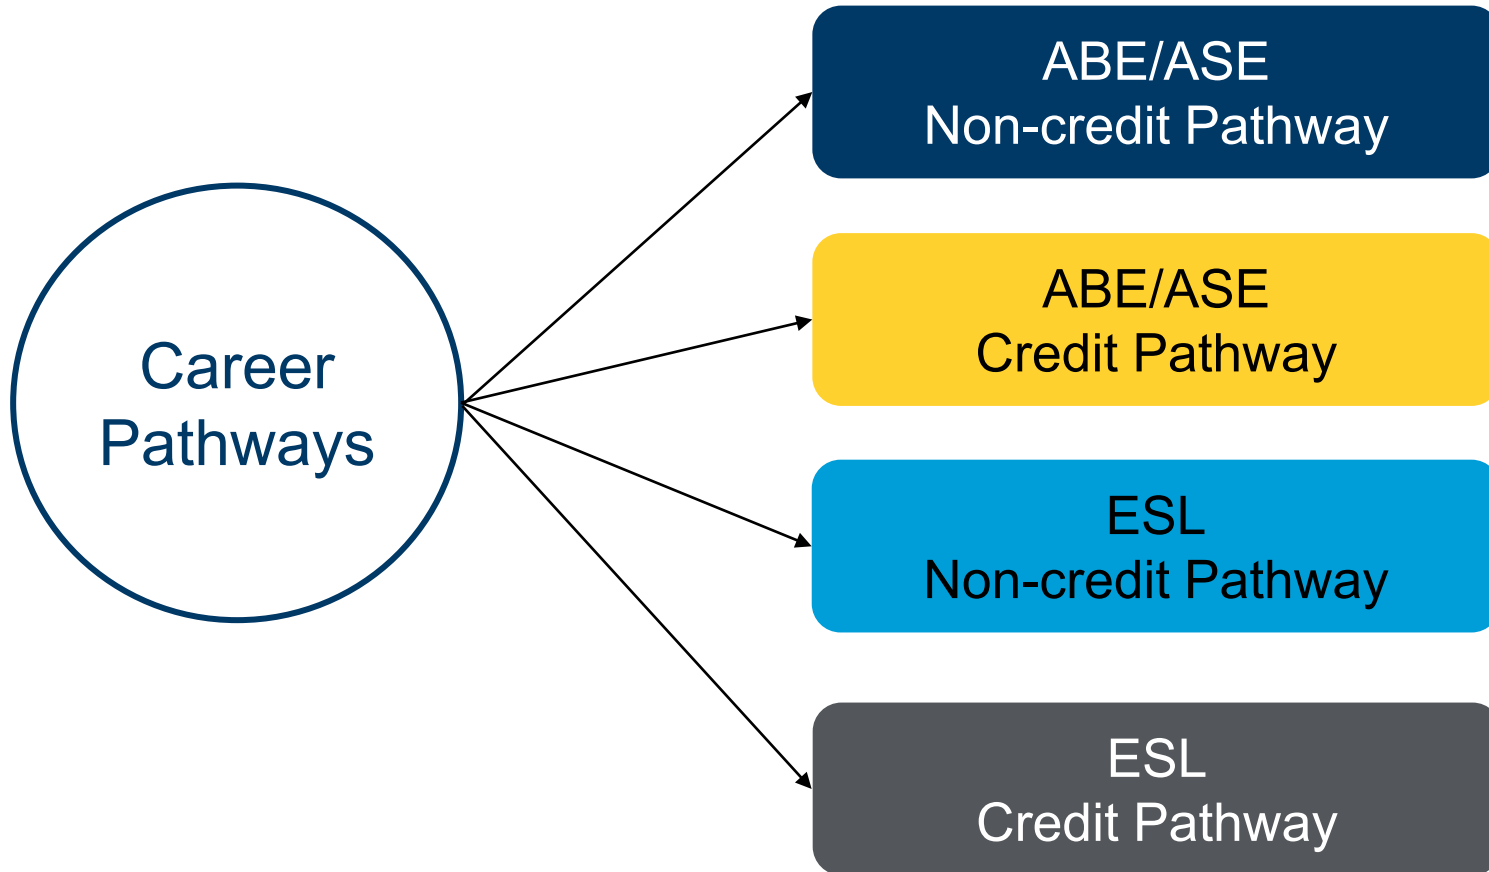 Career
Pathways
ABE/ASE
Non-credit Pathway
ABE/ASE
Credit Pathway
ESL
Non-credit Pathway
ESL
Credit Pathway